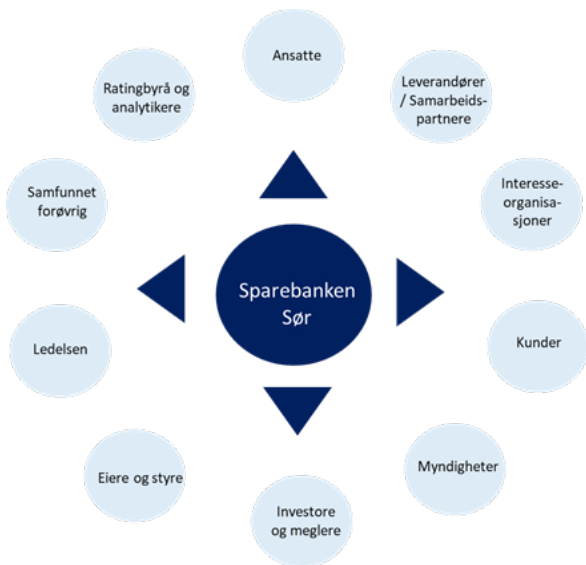 Ansatte
Leverandører
/ Samarbeids-
partnere
Interesse-
organisa-
sjoner
Kunder
Myndigheter
Investore
og meglere
Eiere og styre
Ledelsen
Samfunnet
forøvrig
Ratingbyrå og
analytikere
Sparebanken
Sør